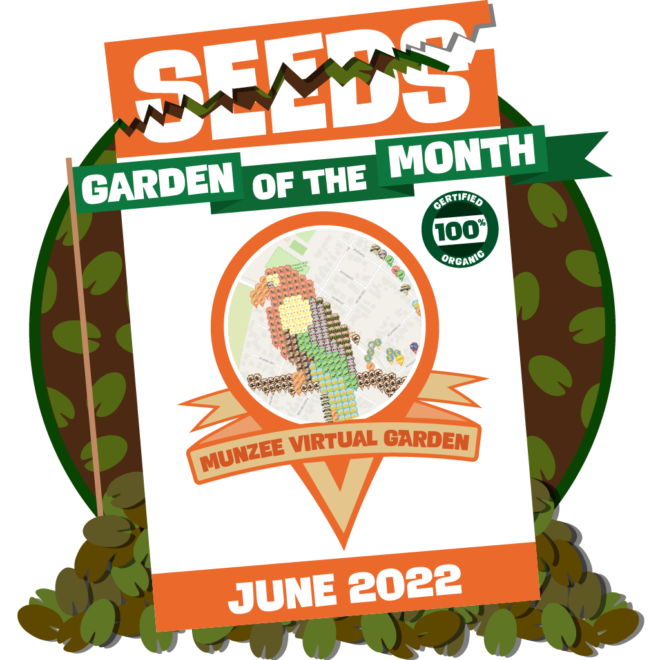 SEEDS
GARDEN OF THE MONTH
CERTIFIED
100%
ORGANIC
MUNZEE VIRTUAL GARDEN
JUNE 2022